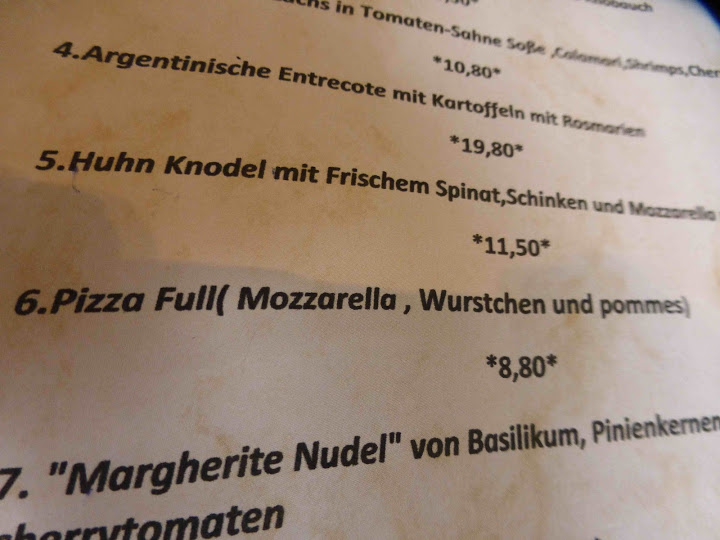 in Tomaten-Sahne Soße ,Calamari,Shrimps,Cher
*10,80*
4.Argentinische Entrecote mit Kartoffeln mit Rosmarien
*19,80*
5.Huhn Knodel mit Frischem Spinat,Schinken und Mozzarella
*11,50*
6.Pizza Full( Mozzarella , Wurstchen und pommes)
*8,80*
7. "Margherite Nudel" von Basilikum, Pinienkernen
cherrytomaten